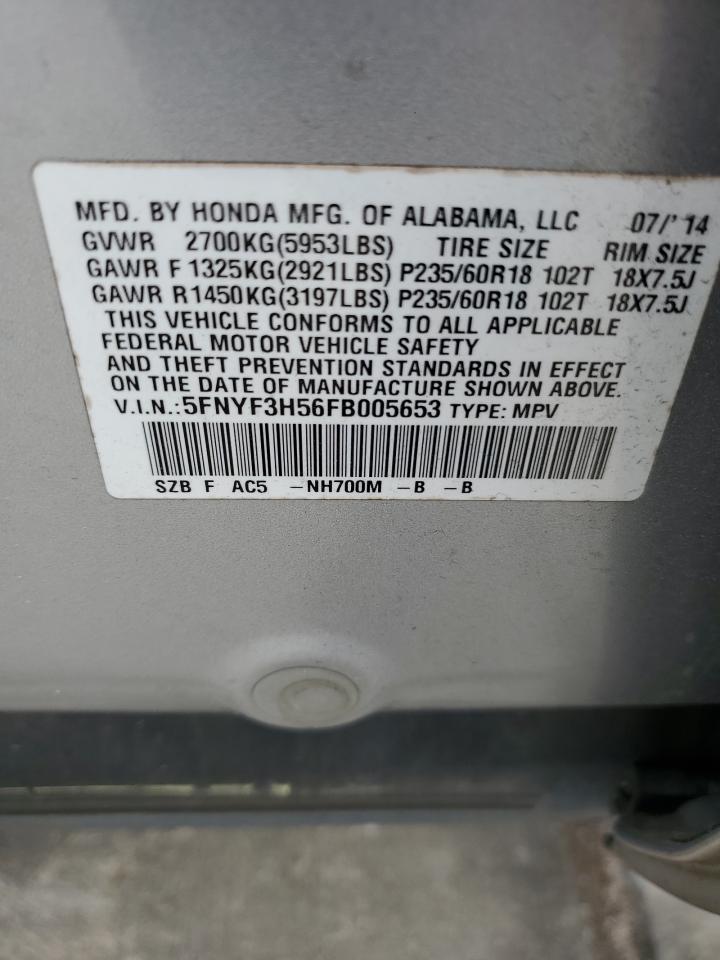 MFD. BY HONDA MFG. OF ALABAMA, LLC 07/'14
GVWR 2700KG(5953LBS) TIRE SIZE RIM SIZE
GAWR F 1325KG(2921LBS) P235/60R18 102T 18X7.5J
GAWR R1450KG(3197LBS) P235/60R18 102T 18X7.5J
THIS VEHICLE CONFORMS TO ALL APPLICABLE
FEDERAL MOTOR VEHICLE SAFETY
AND THEFT PREVENTION STANDARDS IN EFFECT
ON THE DATE OF MANUFACTURE SHOWN ABOVE.
V.I.N.:5FNYF3H56FB005653 TYPE: MPV
SZB F AC5 -NH700M -B -B